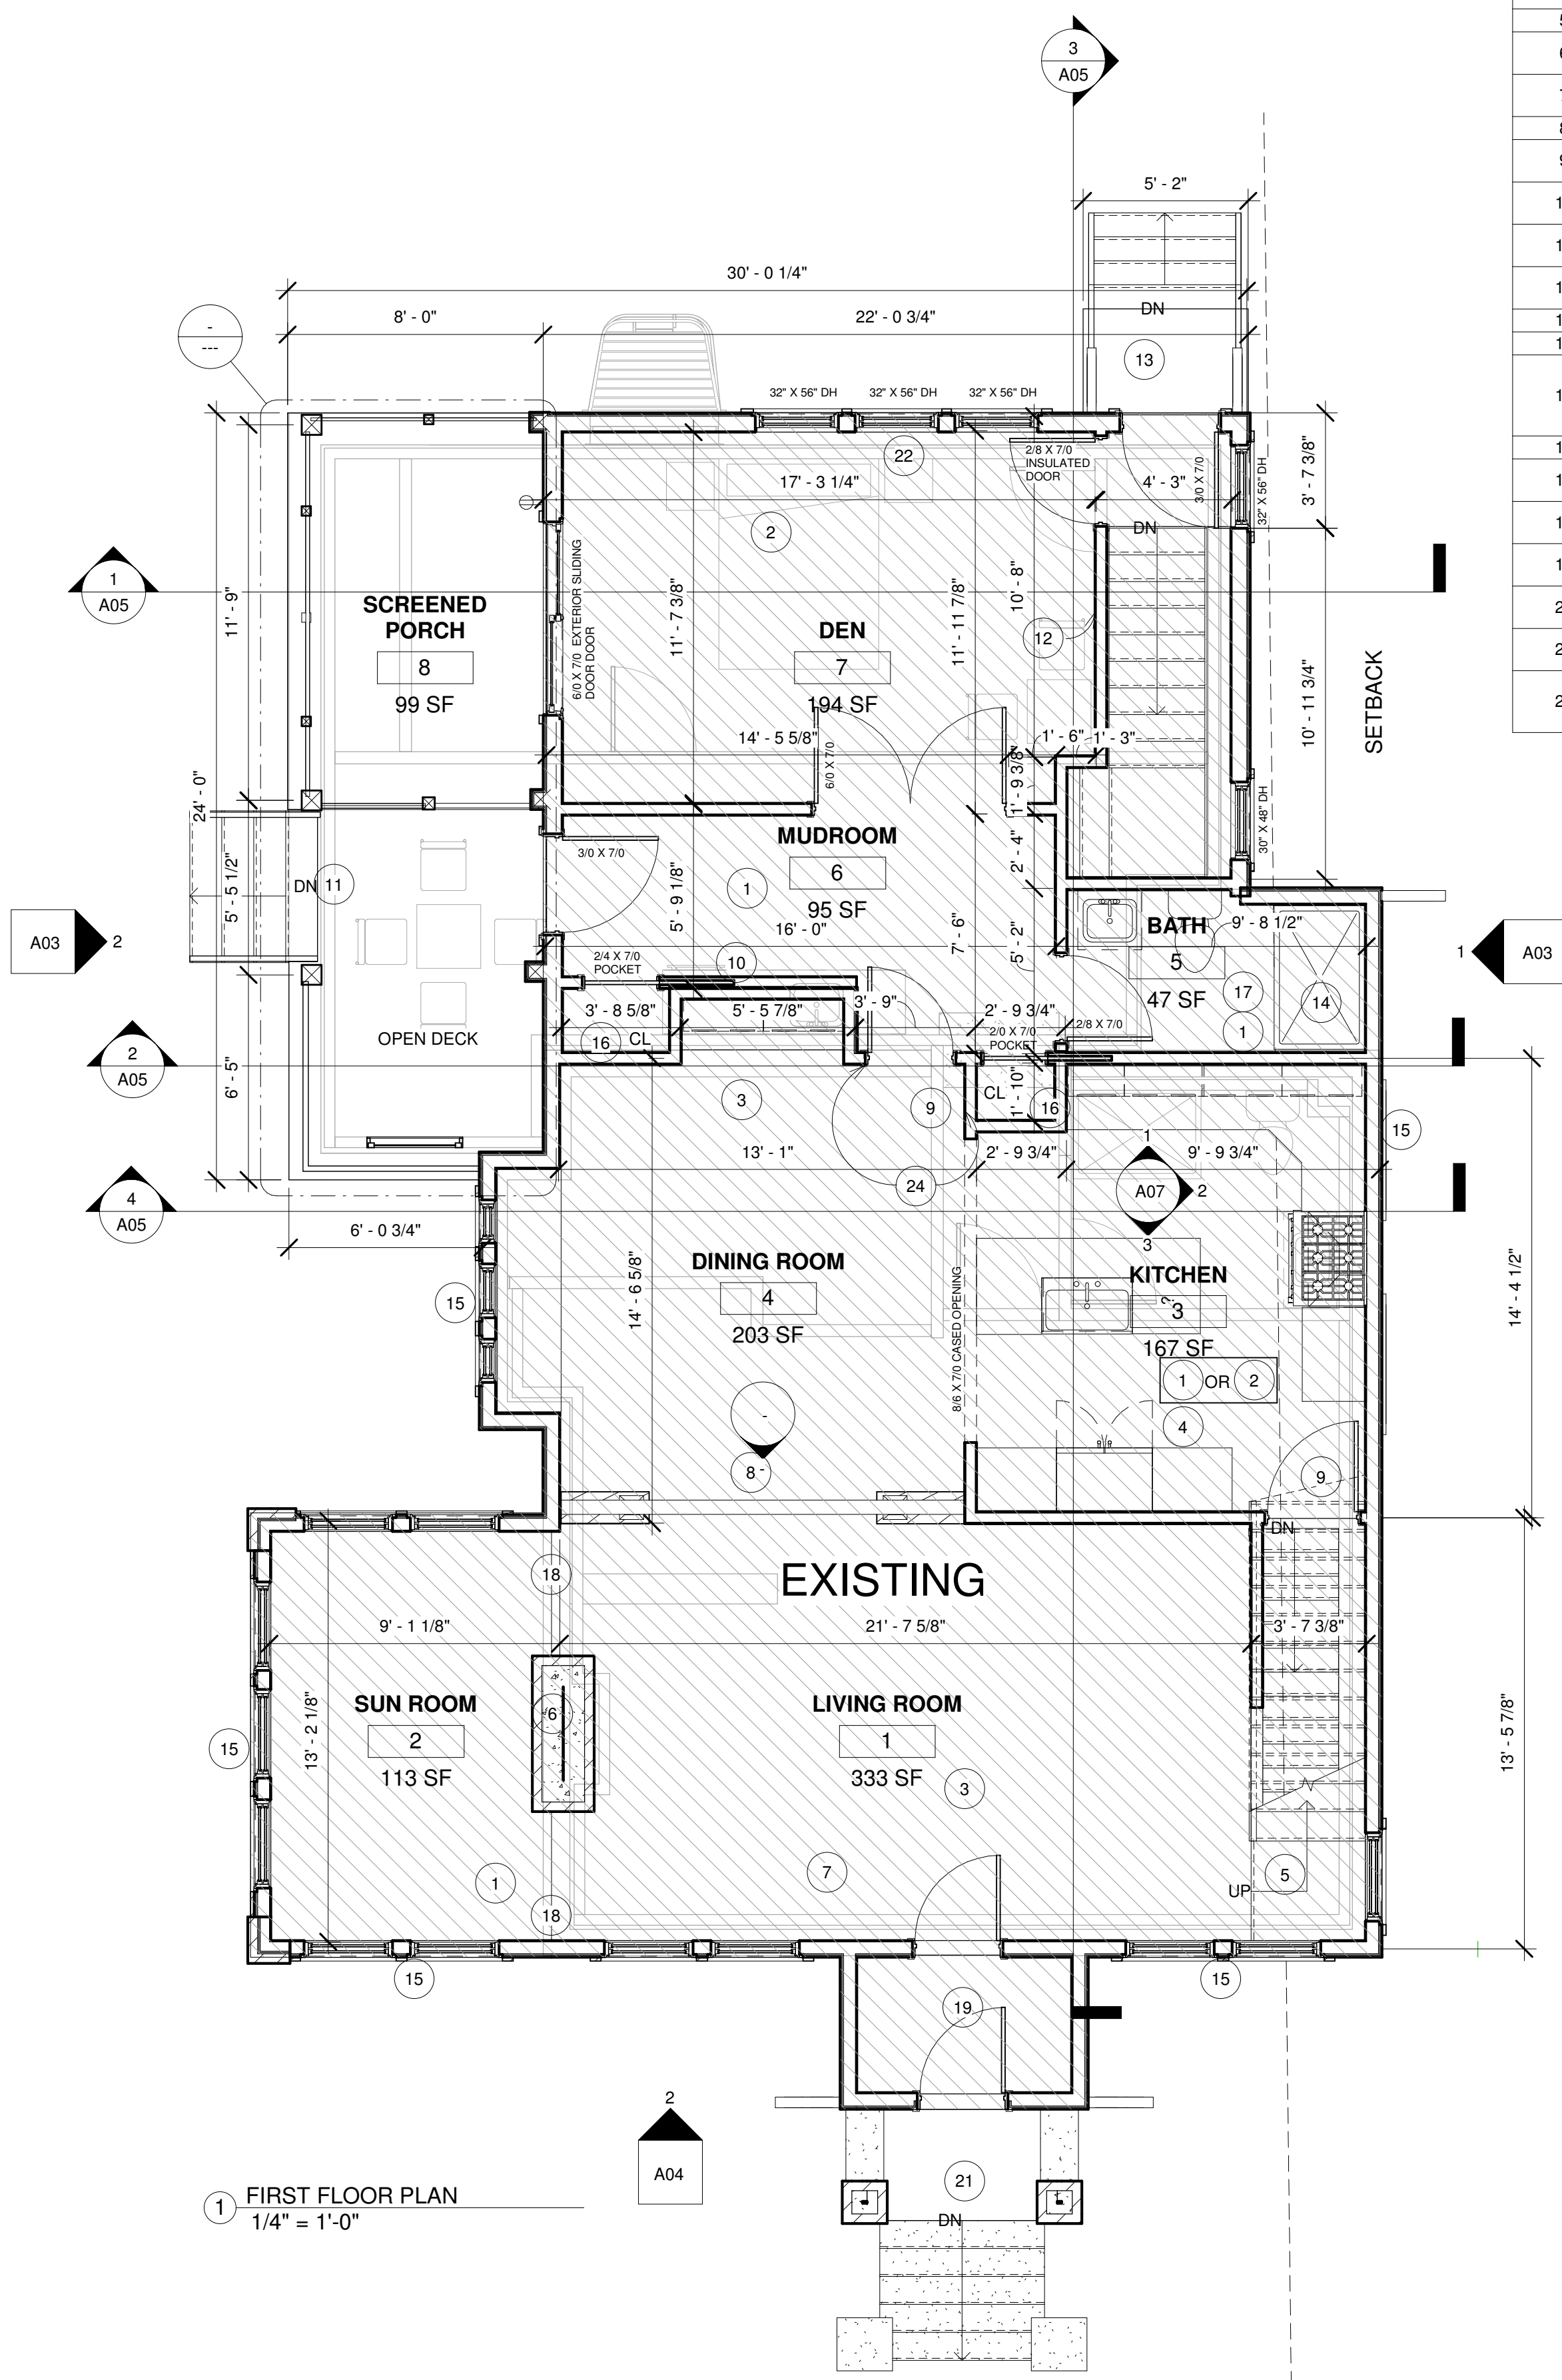 3
A05
5' - 2"
30' - 0 1/4"
8' - 0"
22' - 0 3/4"
-
---
DN
13
32" X 56" DH
32" X 56" DH
32" X 56" DH
22
2/8 X 7/0
INSULATED
DOOR
17' - 3 1/4"
4' - 3"
3/0 X 7/0
32" X 56" DH
3' - 7 3/8"
2
DN
6/0 X 7/0 EXTERIOR SLIDING
DOOR DOOR
1
A05
11' - 9"
SCREENED
PORCH
8
99 SF
11' - 7 3/8"
DEN
7
194 SF
11' - 11 7/8"
10' - 8"
12
10' - 11 3/4"
SETBACK
14' - 5 5/8"
1' - 6"
1' - 3"
6/0 X 7/0
1' - 9 3/8"
24' - 0"
MUDROOM
6
95 SF
3/0 X 7/0
1
2' - 4"
30" X 48" DH
DN
11
5' - 5 1/2"
5' - 9 1/8"
16' - 0"
7' - 6"
5' - 2"
BATH
5
47 SF
9' - 8 1/2"
A03
2
1
A03
2/4 X 7/0
POCKET
10
17
14
1
3' - 8 5/8"
5' - 5 7/8"
3' - 9"
2' - 9 3/4"
2/0 X 7/0
POCKET
2/8 X 7/0
OPEN DECK
16
CL
2
A05
6' - 5"
3
9
CL
1' - 10"
16
15
13' - 1"
2' - 9 3/4"
9' - 9 3/4"
1
A07
2
3
24
4
A05
6' - 0 3/4"
14' - 6 5/8"
DINING ROOM
4
203 SF
8/6 X 7/0 CASED OPENING
KITCHEN
?
3
167 SF
1
OR
2
4
14' - 4 1/2"
15
-
8
-
9
DN
EXISTING
18
9' - 1 1/8"
21' - 7 5/8"
3' - 7 3/8"
SUN ROOM
2
113 SF
6
LIVING ROOM
1
333 SF
13' - 2 1/8"
15
3
13' - 5 7/8"
7
1
18
UP
5
15
15
19
2
A04
21
DN
1
FIRST FLOOR PLAN
1/4" = 1'-0"